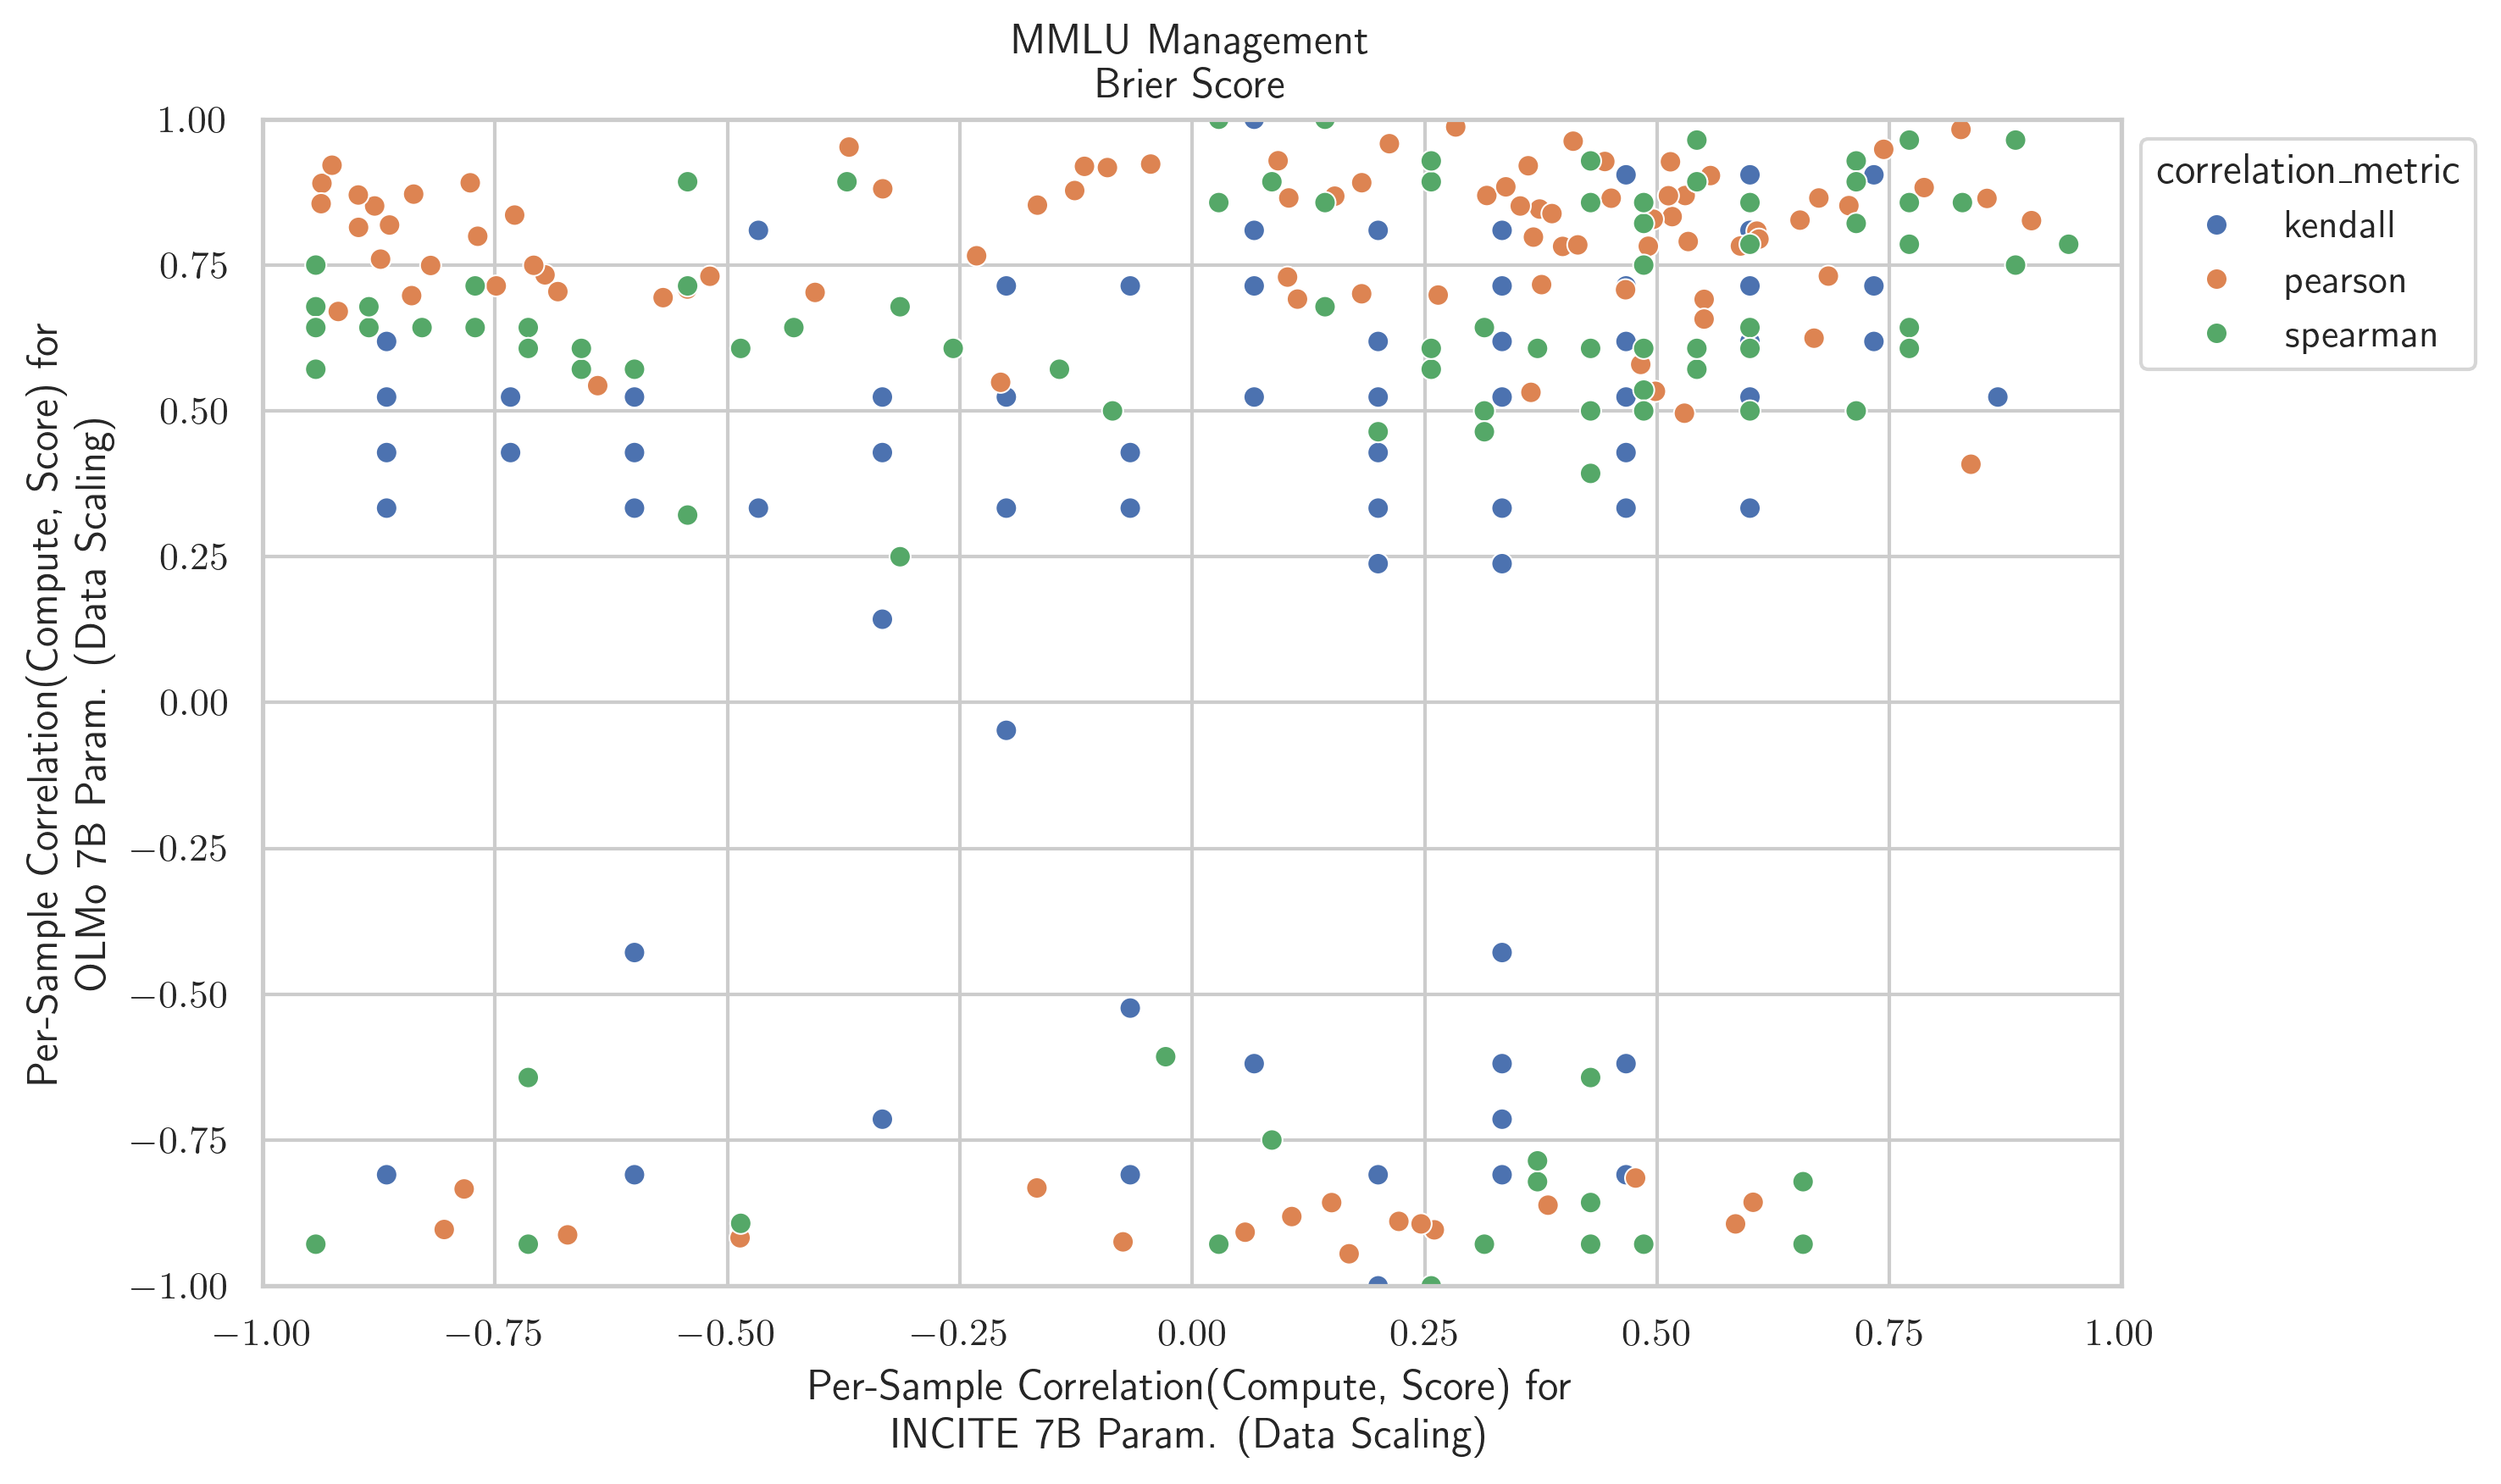 MMLU Management
Brier Score
Per-Sample Correlation(Compute, Score) for
OLMo 7B Param. (Data Scaling)
1.00
0.75
0.50
0.25
0.00
−0.25
−0.50
−0.75
−1.00
−1.00 −0.75 −0.50 −0.25 0.00 0.25 0.50 0.75 1.00
Per-Sample Correlation(Compute, Score) for
INCITE 7B Param. (Data Scaling)
correlation_metric
kendall
pearson
spearman